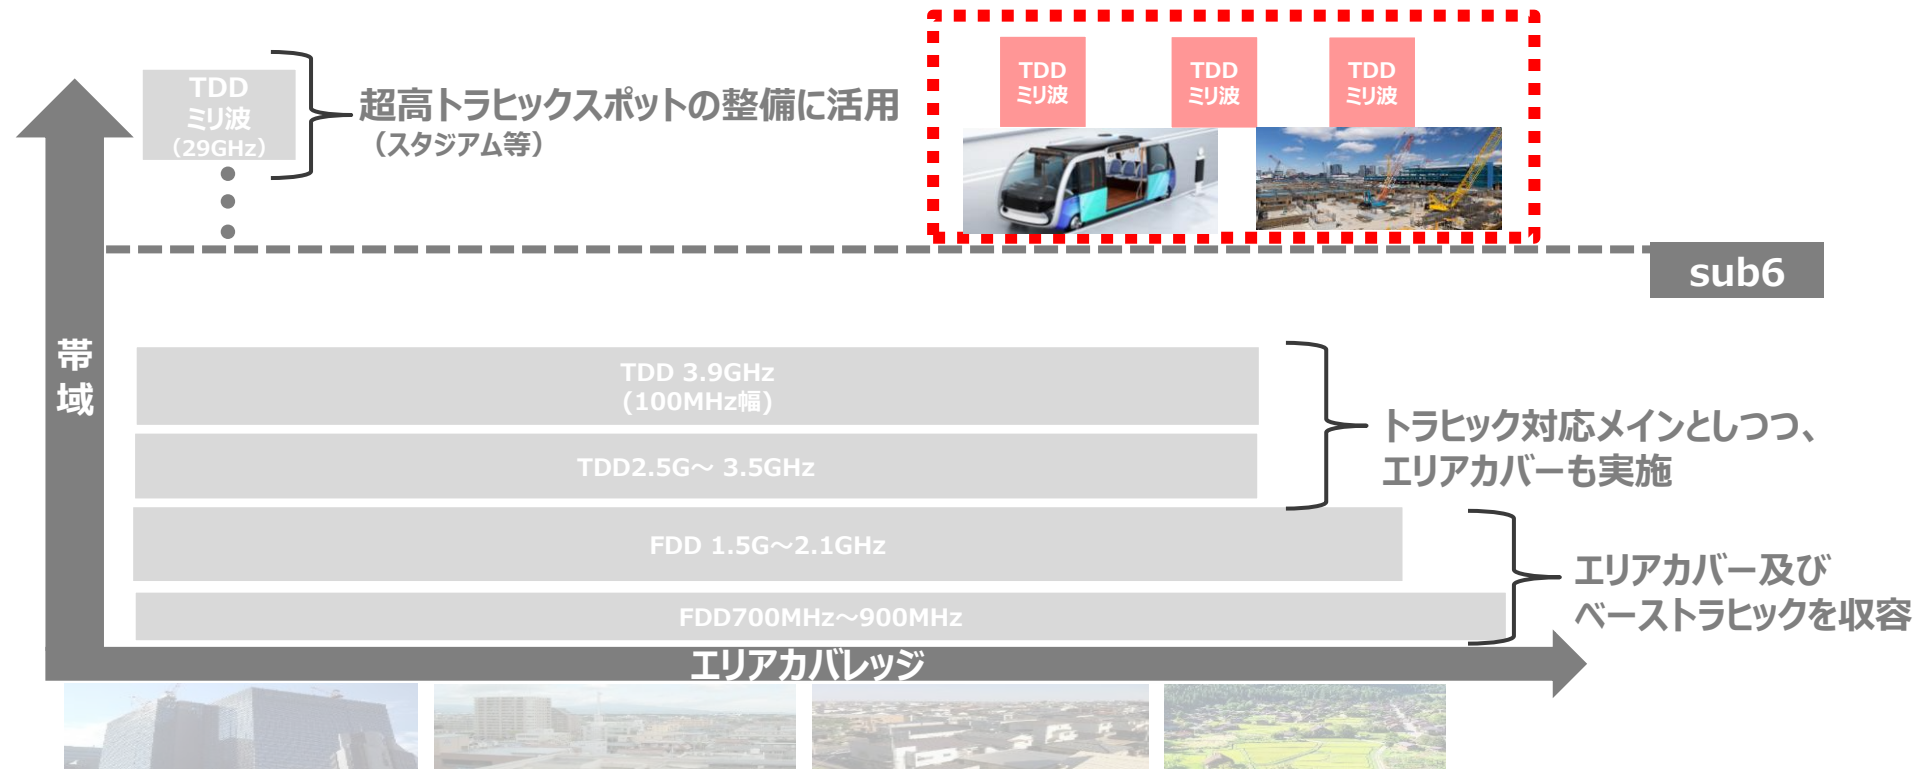 TDD
ミリ波
（29GHz）
超高トラヒックスポットの整備に活用
（スタジアム等）
TDD
ミリ波
TDD
ミリ波
TDD
ミリ波
sub6
帯域
TDD 3.9GHz
(100MHz幅)
TDD2.5G～ 3.5GHz
トラヒック対応メインとしつつ、
エリアカバーも実施
FDD 1.5G～2.1GHz
FDD700MHz～900MHz
エリアカバー及び
ベーストラヒックを収容
エリアカバレッジ